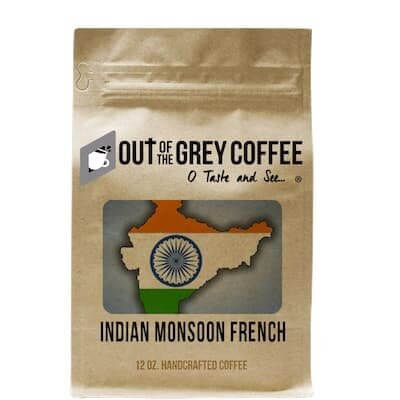 OUT OF THE GREY COFFEE
O Taste and See... ®
INDIAN MONSOON FRENCH
12 OZ. HANDCRAFTED COFFEE